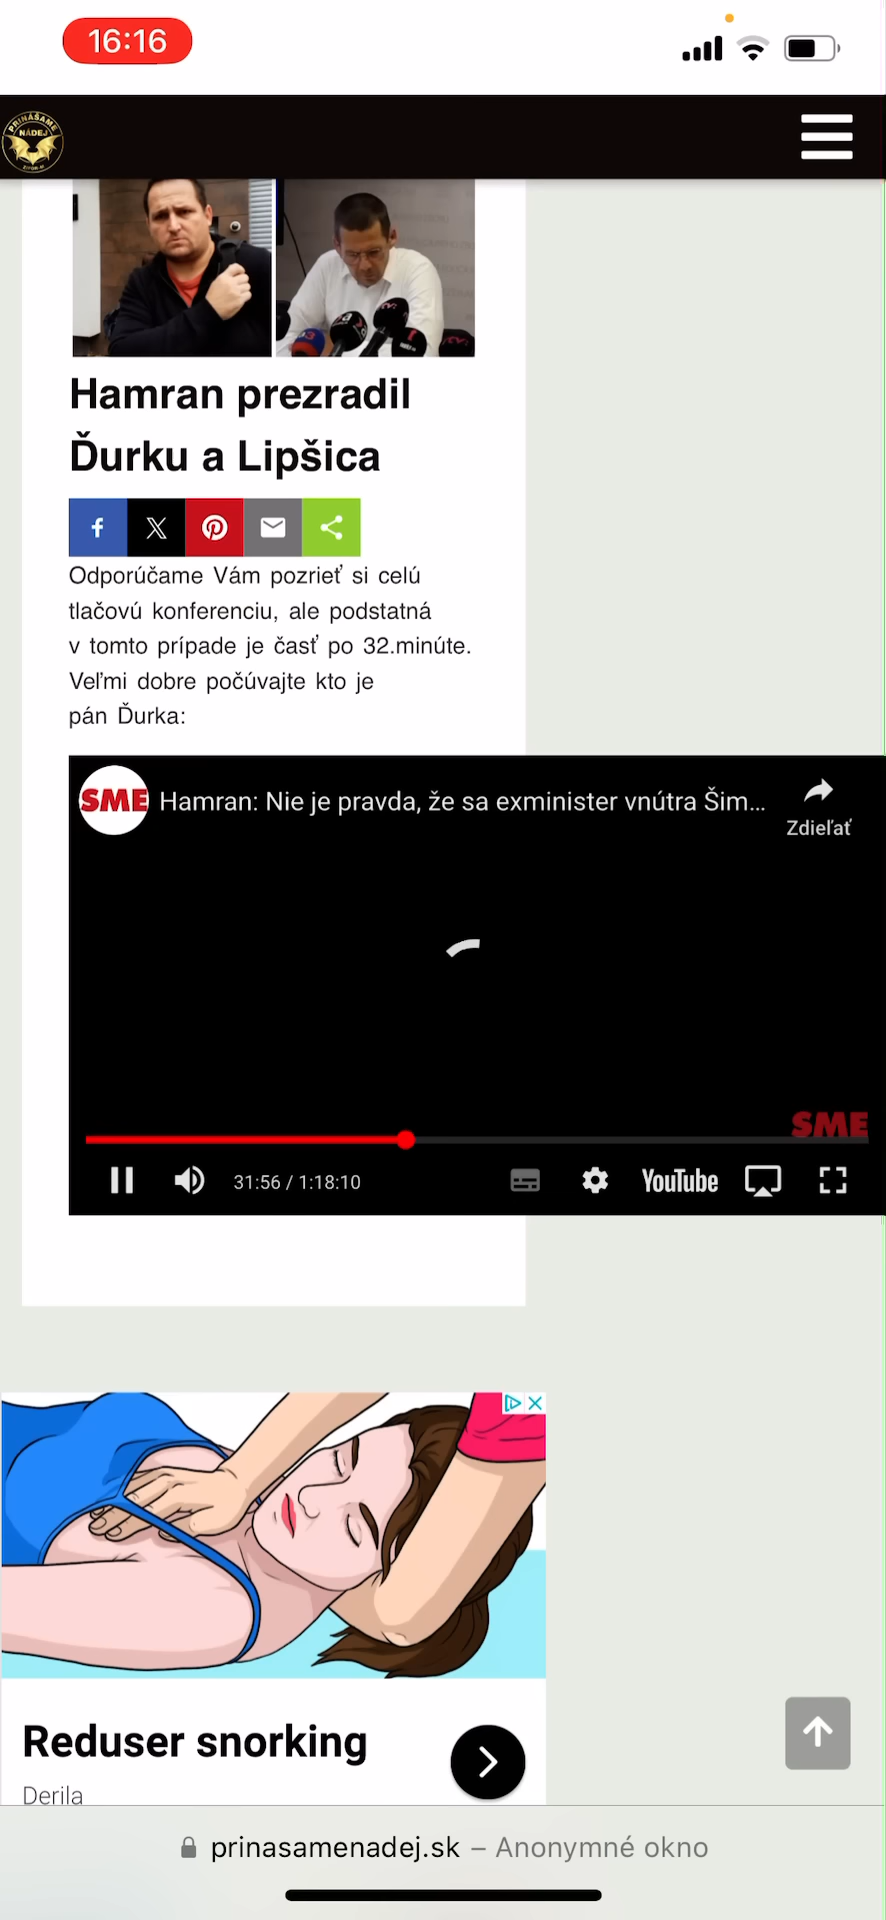 16:16
PRINÁŠAME
NÁDEJ
Hamran prezradil
Ďurku a Lipšica
Odporúčame Vám pozrieť si celú
tlačovú konferenciu, ale podstatná
v tomto prípade je časť po 32.minúte.
Veľmi dobre počúvajte kto je
pán Ďurka:
SME Hamran: Nie je pravda, že sa exminister vnútra Šim...
Zdieľať
SME
31:56 / 1:18:10 YouTube
Reduser snorking
Derila
prinasamenadej.sk – Anonymné okno